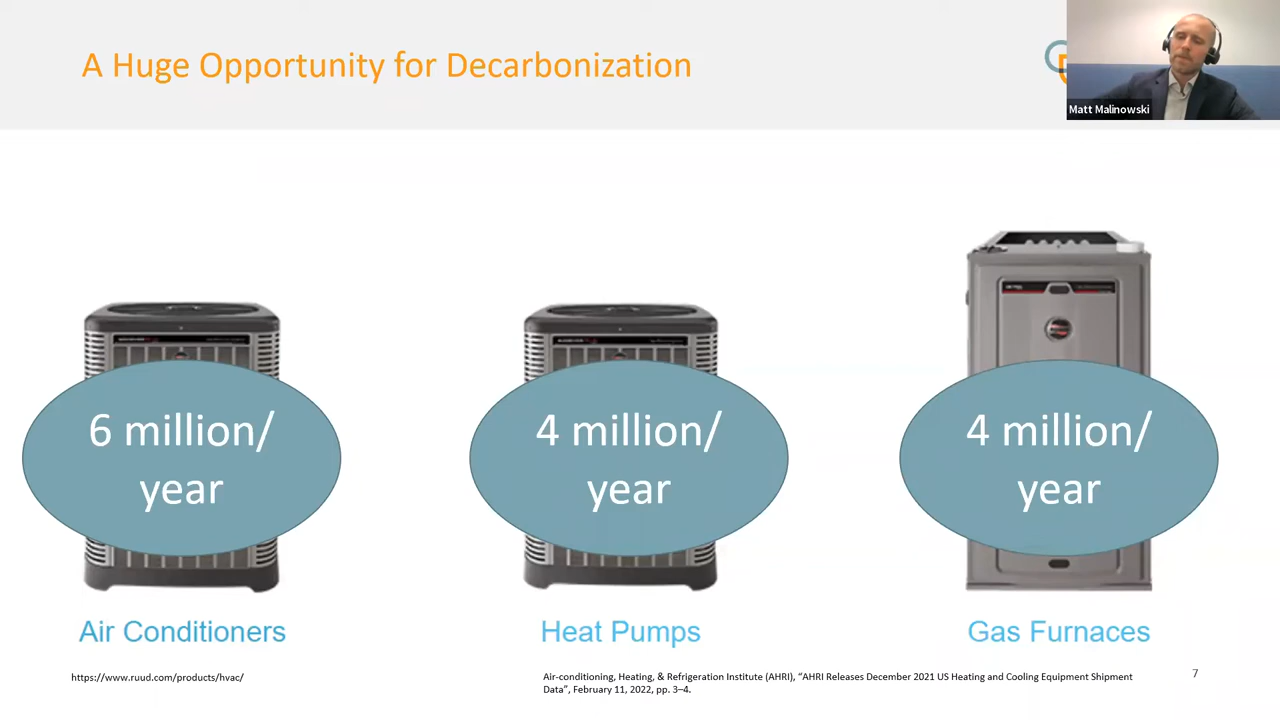 A Huge Opportunity for Decarbonization
Matt Malinowski
6 million/
year
4 million/
year
4 million/
year
Air Conditioners
Heat Pumps
Gas Furnaces
https://www.ruud.com/products/hvac/
Air-conditioning, Heating, & Refrigeration Institute (AHRI), “AHRI Releases December 2021 US Heating and Cooling Equipment Shipment
Data”, February 11, 2022, pp. 3–4.
7